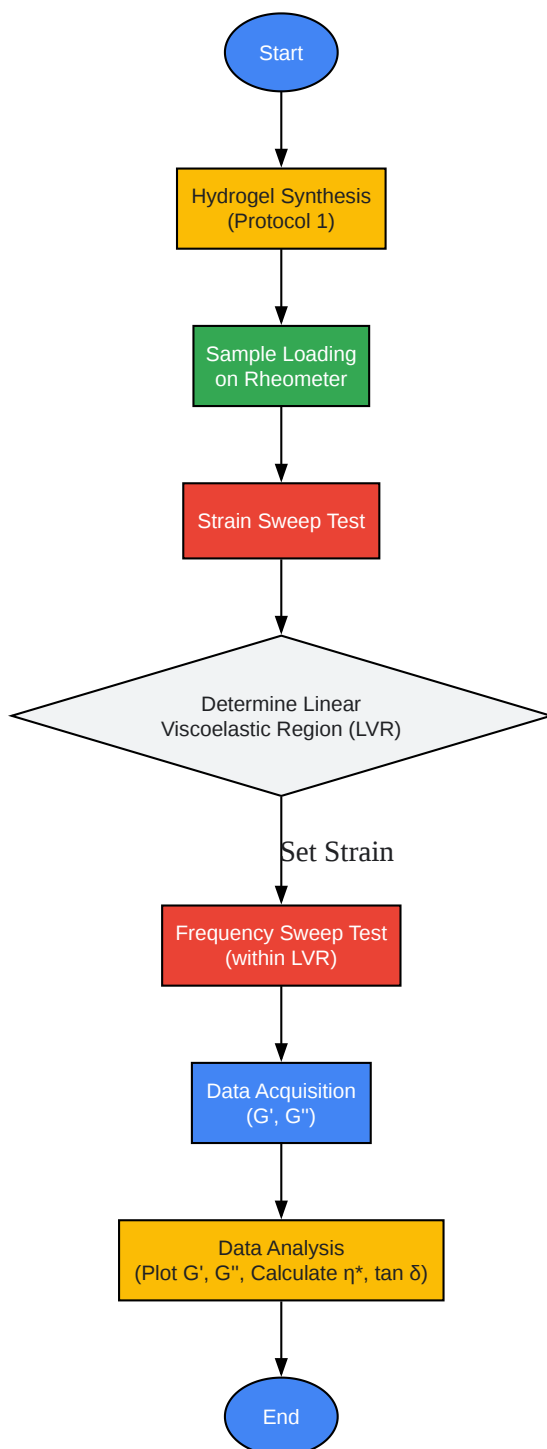 Start
Hydrogel Synthesis
(Protocol 1)
Sample Loading
on Rheometer
Strain Sweep Test
Determine Linear
Viscoelastic Region (LVR)
Set Strain
Frequency Sweep Test
(within LVR)
Data Acquisition
(G', G'')
Data Analysis
(Plot G', G'', Calculate η*, tan δ)
End